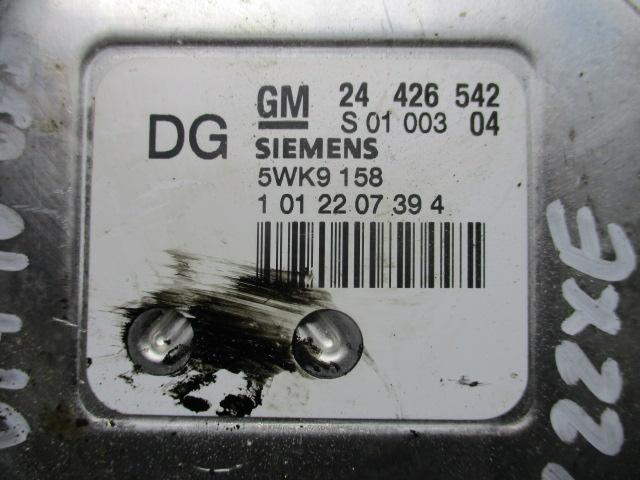 GM 24 426 542
DG S 01 003 04
SIEMENS
5WK9 158
1 01 22 07 39 4